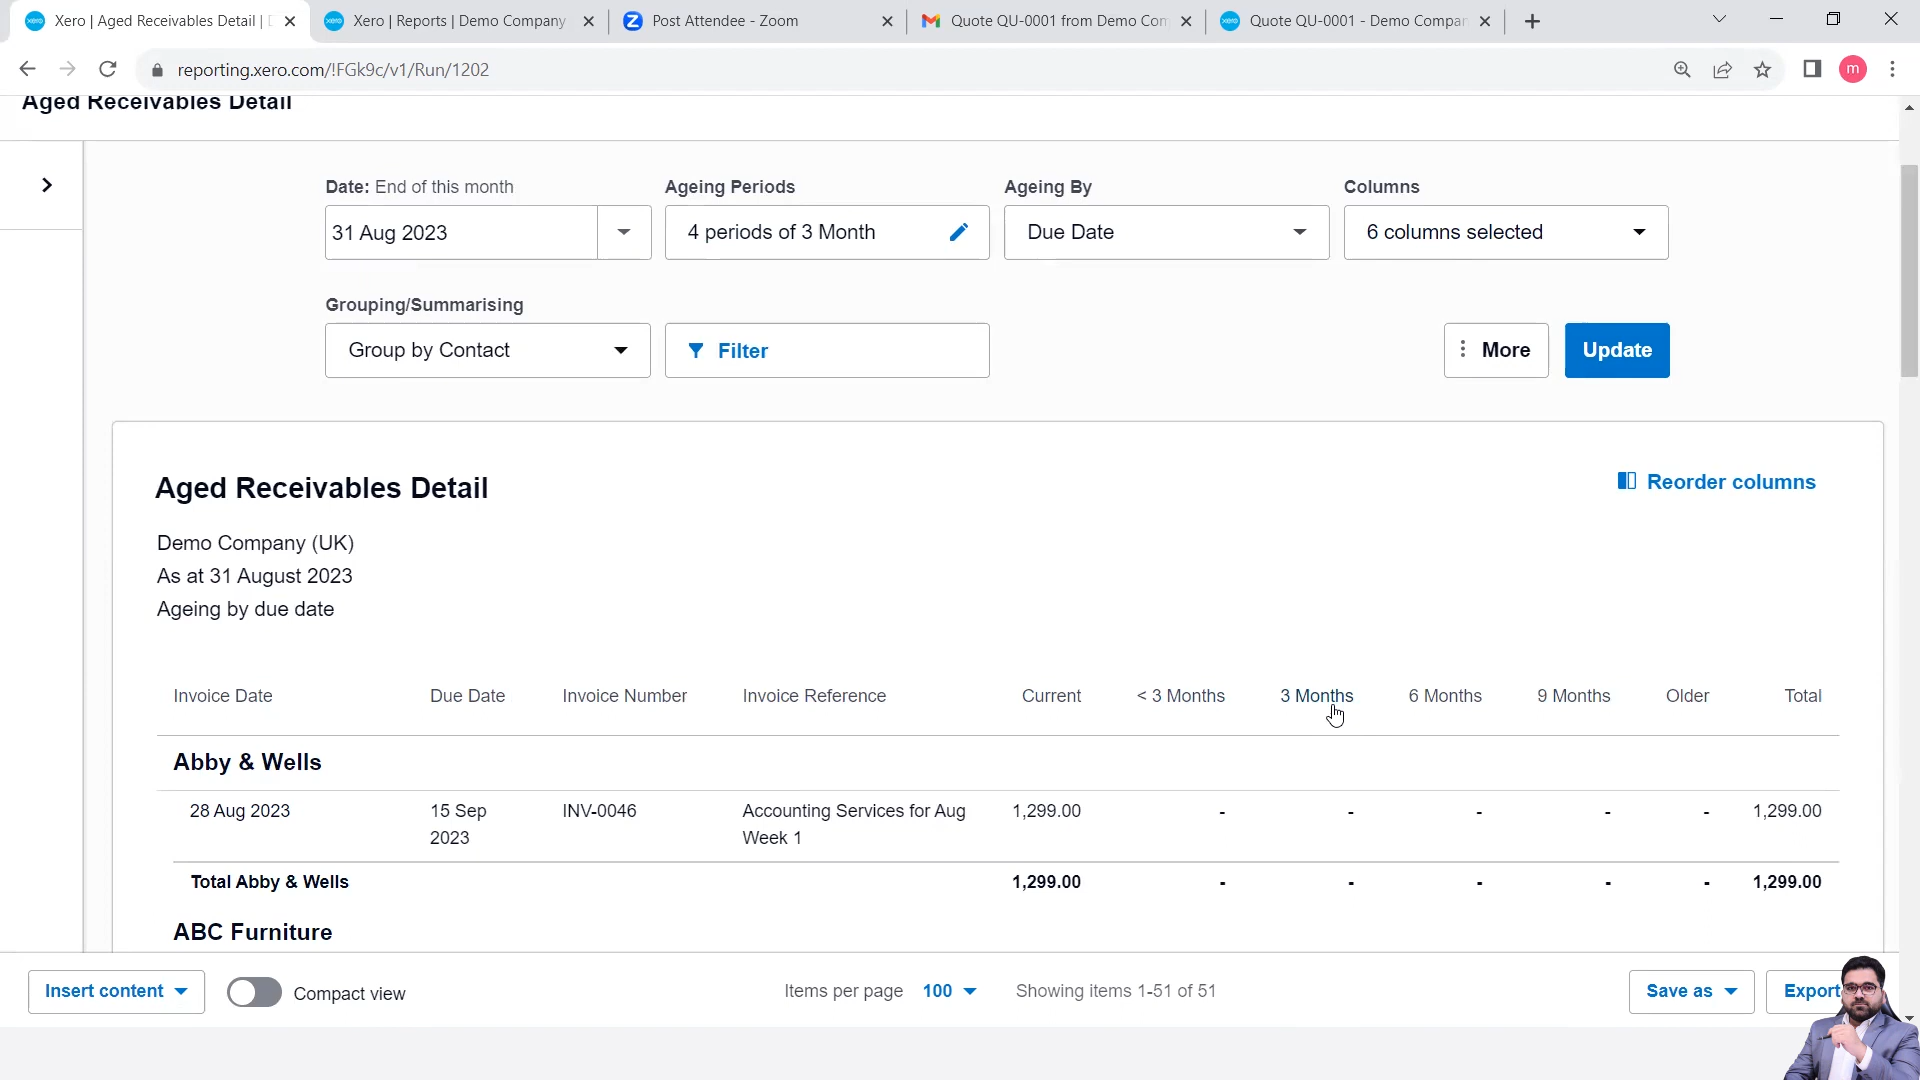 Xero | Aged Receivables Detail |
Xero | Reports | Demo Company
Post Attendee - Zoom
Quote QU-0001 from Demo Com
Quote QU-0001 - Demo Compan
reporting.xero.com/!FGk9c/v1/Run/1202
m
Aged Receivables Detail
Date: End of this month
Ageing Periods
Ageing By
Columns
31 Aug 2023
4 periods of 3 Month
Due Date
6 columns selected
Grouping/Summarising
Group by Contact
Filter
More
Update
Aged Receivables Detail
Reorder columns
Demo Company (UK)
As at 31 August 2023
Ageing by due date
Invoice Date Due Date Invoice Number Invoice Reference Current < 3 Months 3 Months 6 Months 9 Months Older Total
Abby & Wells
28 Aug 2023 15 Sep INV-0046 Accounting Services for Aug 1,299.00 - - - - - 1,299.00
2023 Week 1
Total Abby & Wells 1,299.00 - - - - - 1,299.00
ABC Furniture
Insert content
Compact view
Items per page 100
Showing items 1-51 of 51
Save as
Export